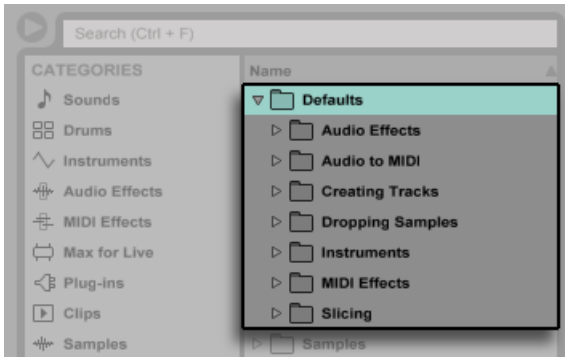 Search (Ctrl + F)
CATEGORIES
Sounds
Drums
Instruments
Audio Effects
MIDI Effects
Max for Live
Plug-ins
Clips
Samples
Name
Defaults
Audio Effects
Audio to MIDI
Creating Tracks
Dropping Samples
Instruments
MIDI Effects
Slicing
Samples